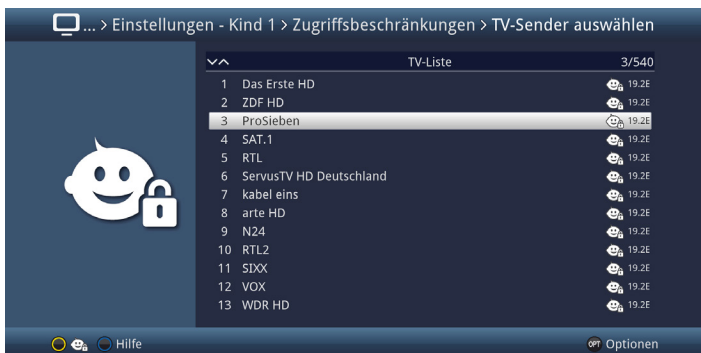 ... > Einstellungen - Kind 1 > Zugriffsbeschränkungen > TV-Sender auswählen
TV-Liste 3/540
1 Das Erste HD 19.2E
2 ZDF HD 19.2E
3 ProSieben 19.2E
4 SAT.1 19.2E
5 RTL 19.2E
6 ServusTV HD Deutschland 19.2E
7 kabel eins 19.2E
8 arte HD 19.2E
9 N24 19.2E
10 RTL2 19.2E
11 SIXX 19.2E
12 VOX 19.2E
13 WDR HD 19.2E
Hilfe OPT Optionen